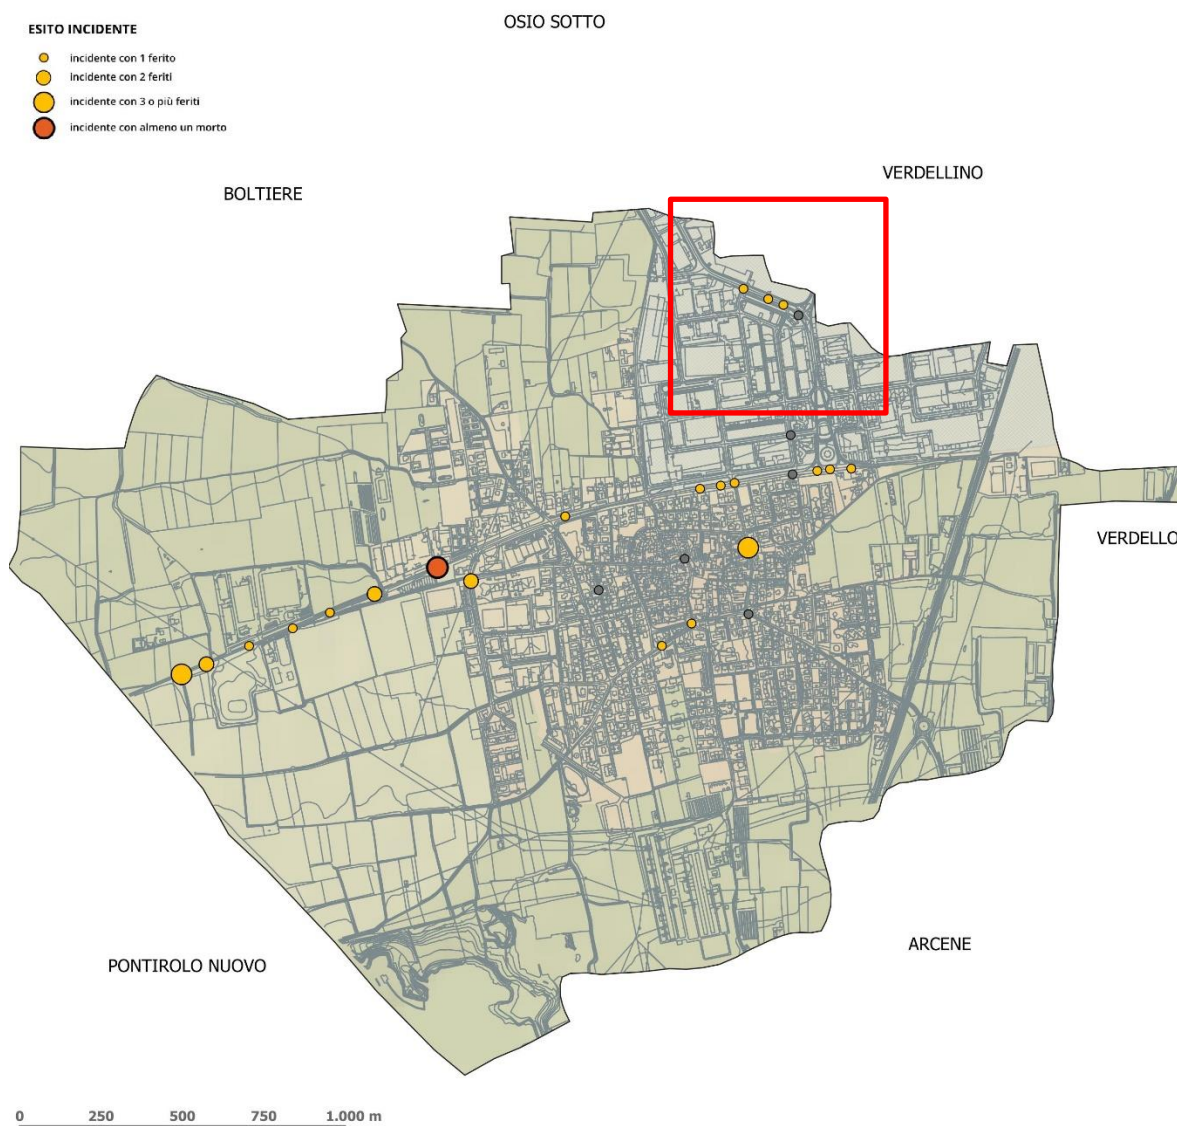 OSIO SOTTO
ESITO INCIDENTE
incidente con 1 ferito
incidente con 2 feriti
incidente con 3 o più feriti
incidente con almeno un morto
VERDELLINO
BOLTIERE
VERDELLO
ARCENE
PONTIROLO NUOVO
0 250 500 750 1.000 m